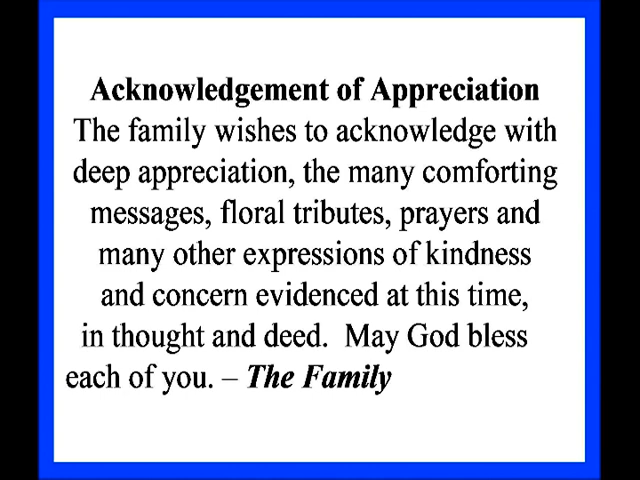 Acknowledgement of Appreciation
The family wishes to acknowledge with
deep appreciation, the many comforting
messages, floral tributes, prayers and
many other expressions of kindness
and concern evidenced at this time,
in thought and deed.  May God bless
each of you. – The Family